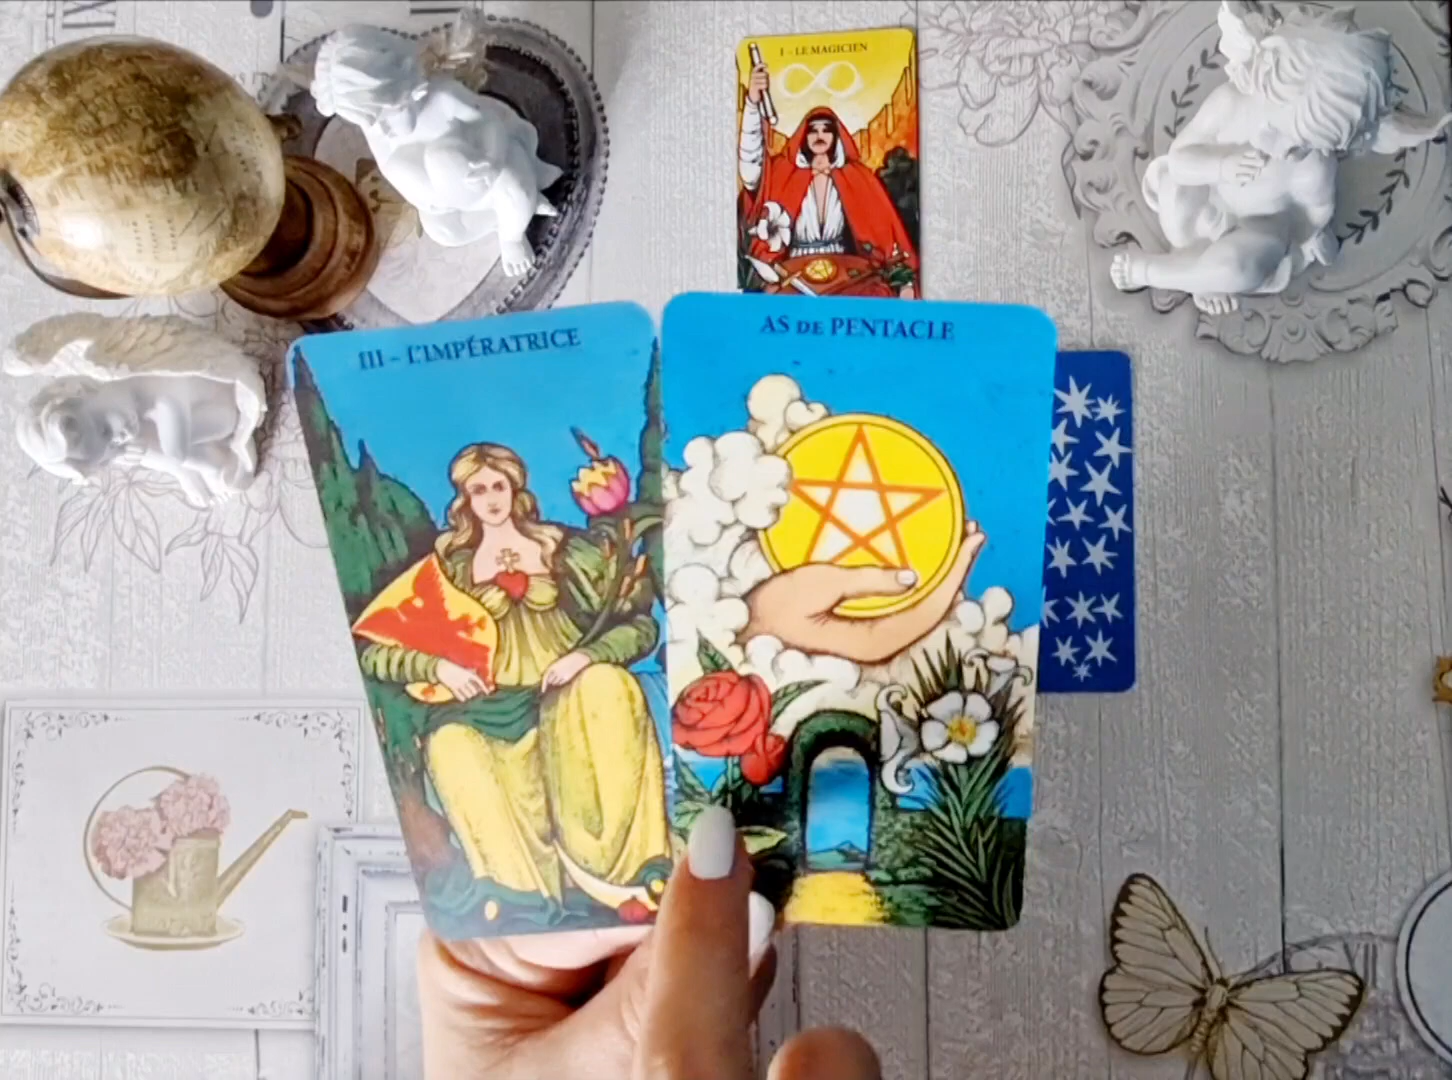 I - LE MAGICIEN
III - L'IMPÉRATRICE
AS DE PENTACLE